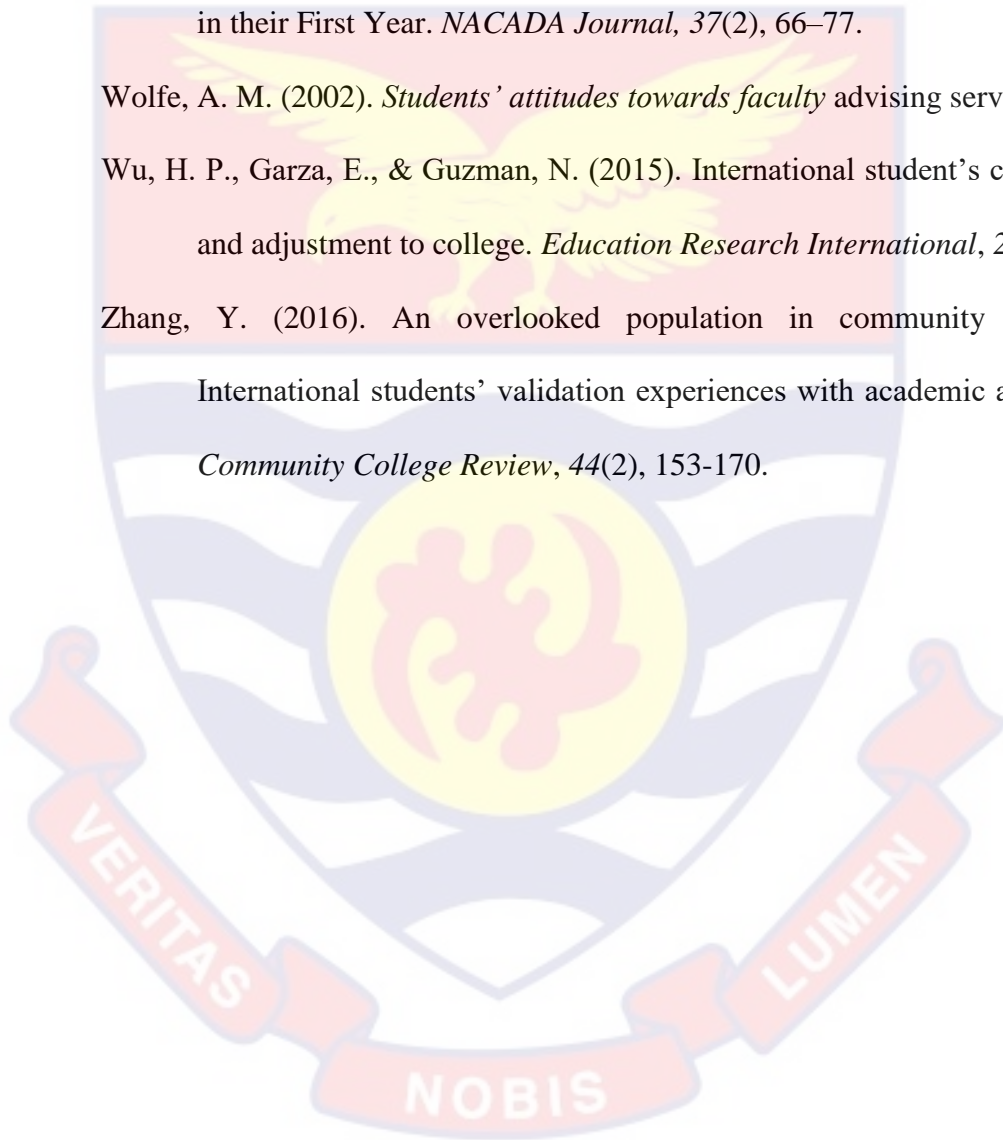 in their First Year. NACADA Journal, 37(2), 66–77.
Wolfe, A. M. (2002). Students’ attitudes towards faculty advising serv
Wu, H. P., Garza, E., & Guzman, N. (2015). International student’s c
and adjustment to college. Education Research International, 2
Zhang, Y. (2016). An overlooked population in community
International students’ validation experiences with academic a
Community College Review, 44(2), 153-170.
VERITAS
NOBIS
LUMEN